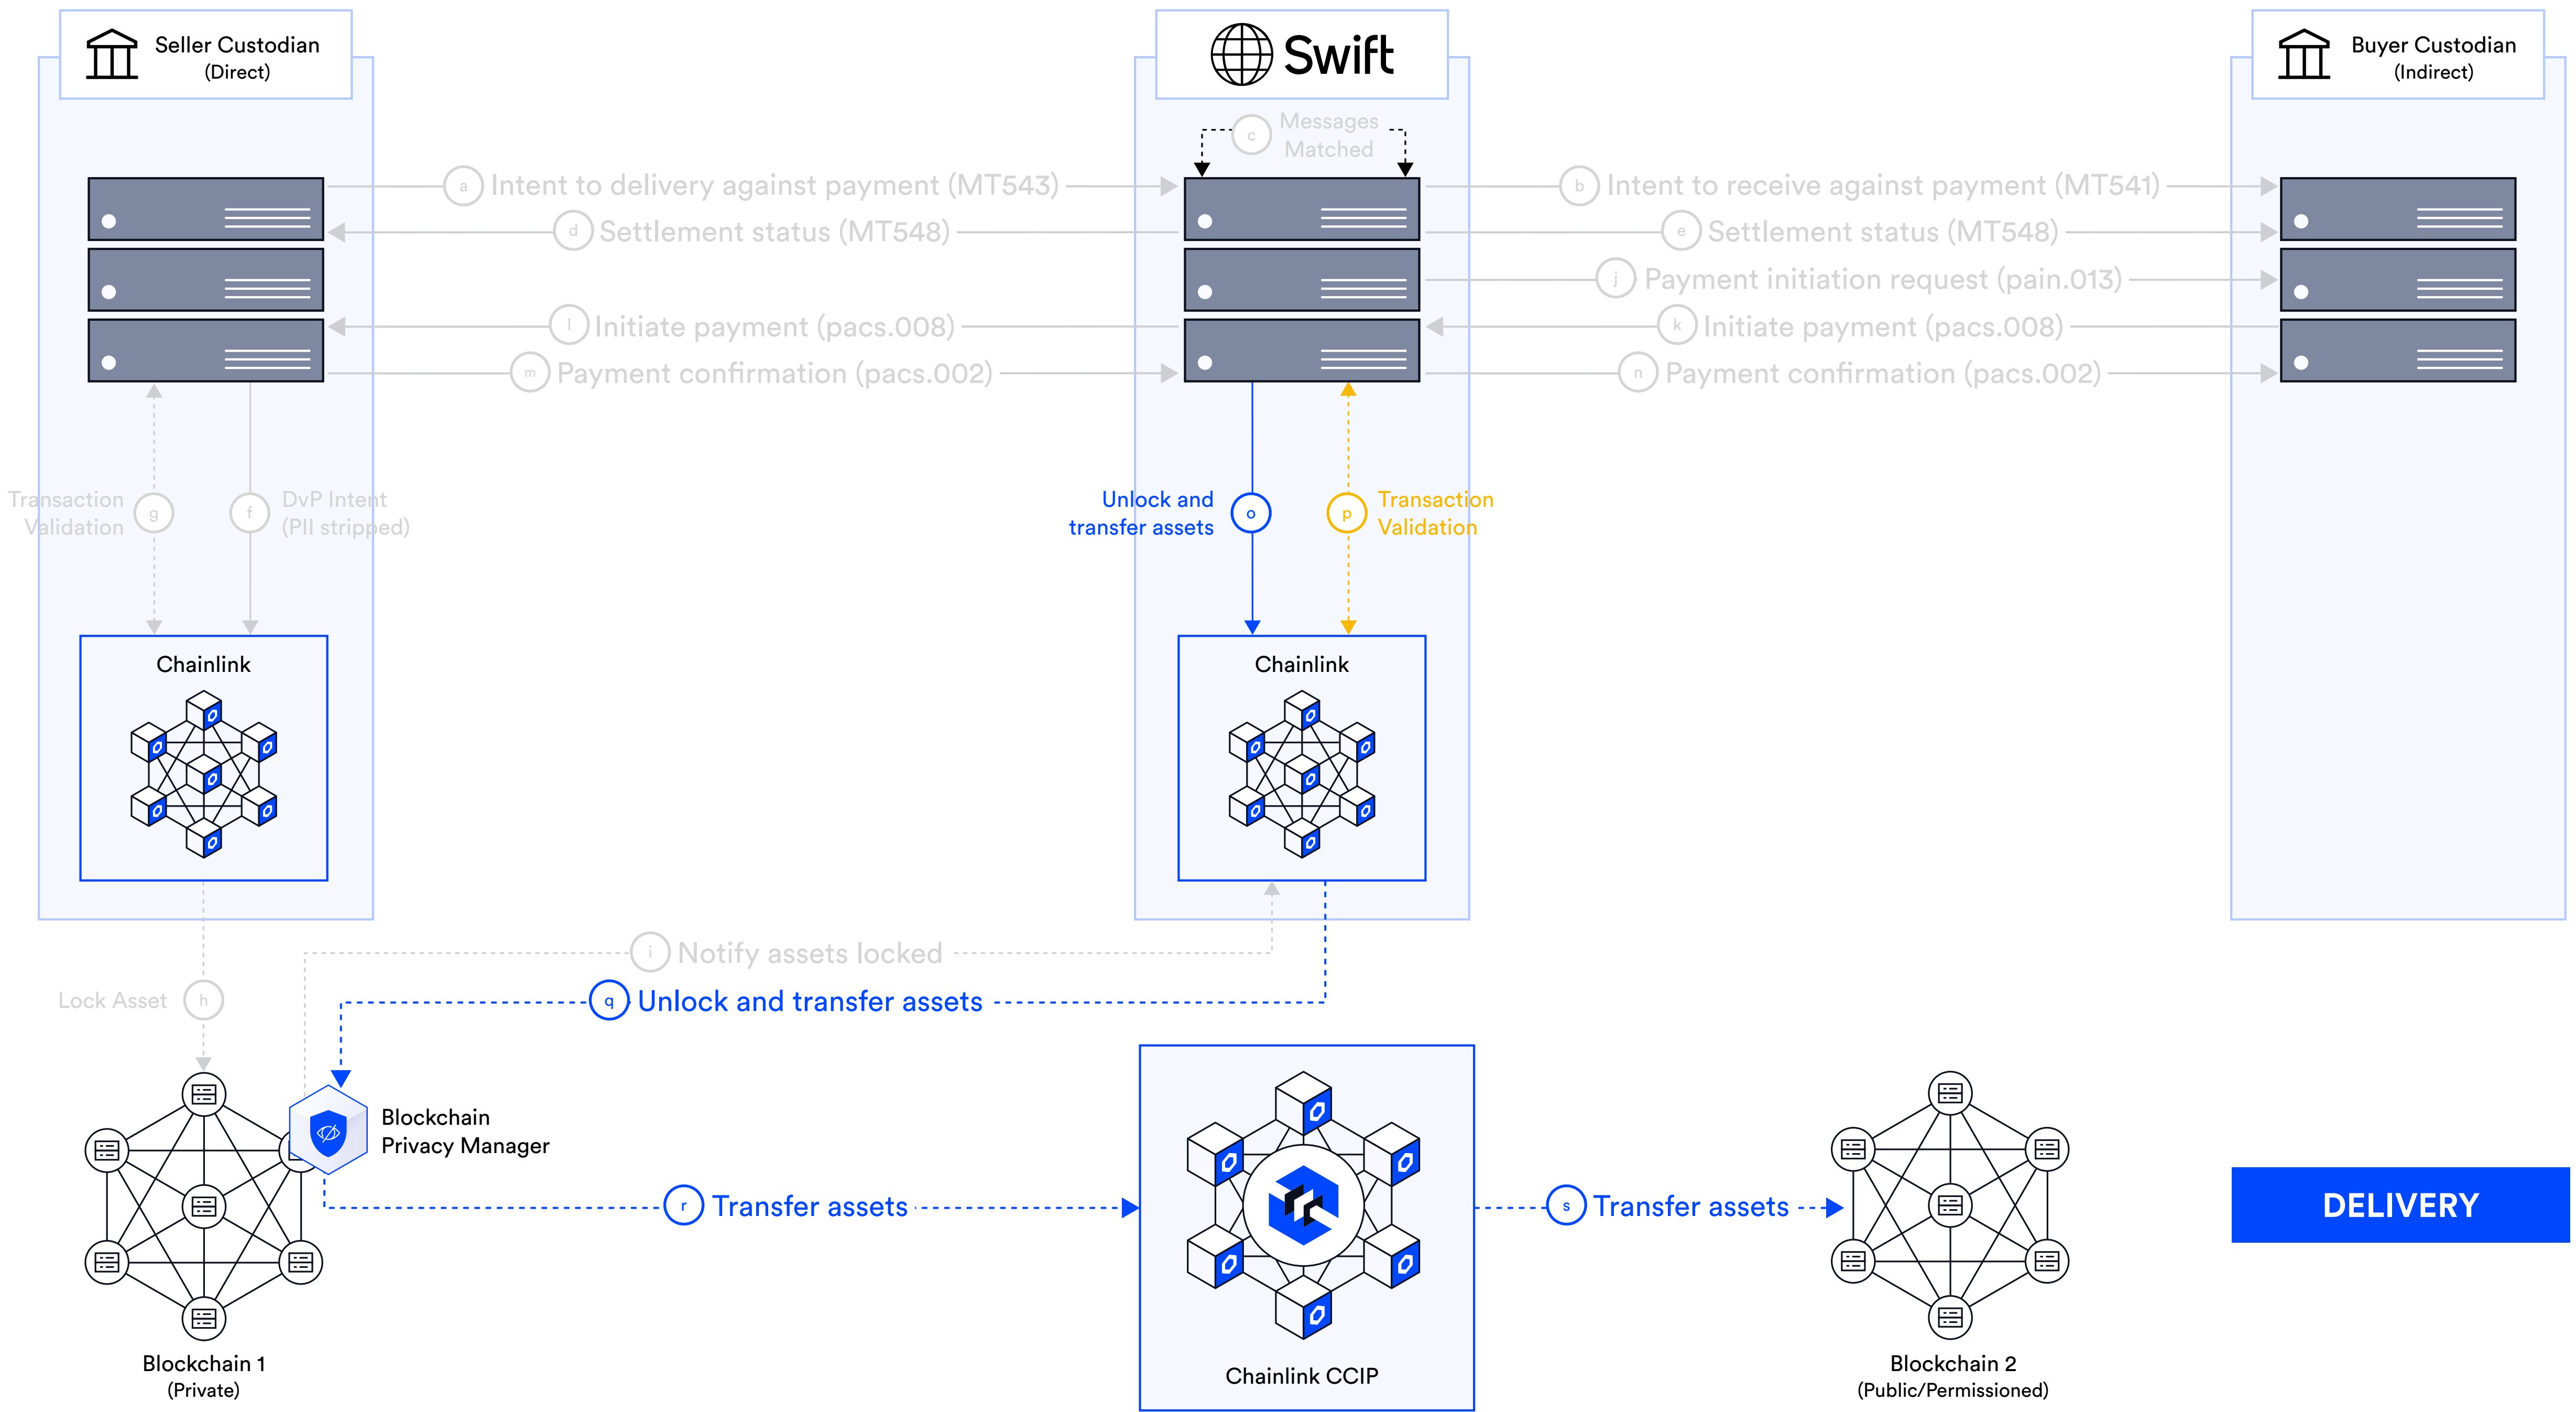 Seller Custodian
(Direct)
Swift
Buyer Custodian
(Indirect)
c
Messages
Matched
a Intent to delivery against payment (MT543)
b Intent to receive against payment (MT541)
d Settlement status (MT548)
e Settlement status (MT548)
j Payment initiation request (pain.013)
l Initiate payment (pacs.008)
k Initiate payment (pacs.008)
m Payment confirmation (pacs.002)
n Payment confirmation (pacs.002)
Transaction
Validation
g
f
DvP Intent
(PII stripped)
Unlock and
transfer assets
o
p
Transaction
Validation
Chainlink
Chainlink
i Notify assets locked
Lock Asset h
q Unlock and transfer assets
Blockchain
Privacy Manager
r Transfer assets
s Transfer assets
DELIVERY
Blockchain 1
(Private)
Chainlink CCIP
Blockchain 2
(Public/Permissioned)